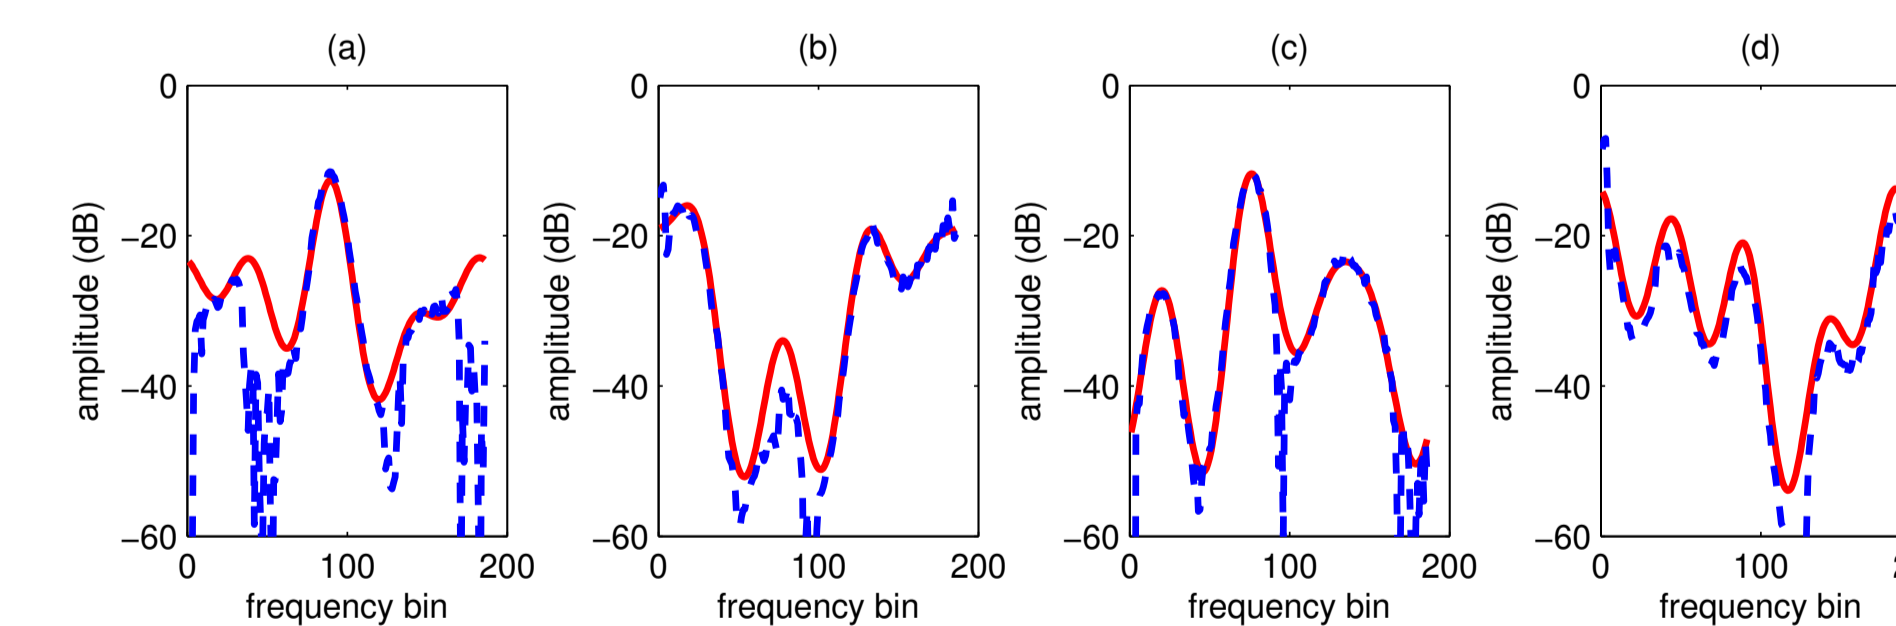 (a) (b) (c) (d)
0 0 0 0
−20 −20 −20 −20
−40 −40 −40 −40
−60 −60 −60 −60
amplitude (dB) amplitude (dB) amplitude (dB) amplitude (dB)
0 100 200 0 100 200 0 100 200 0 100
frequency bin frequency bin frequency bin frequency bin